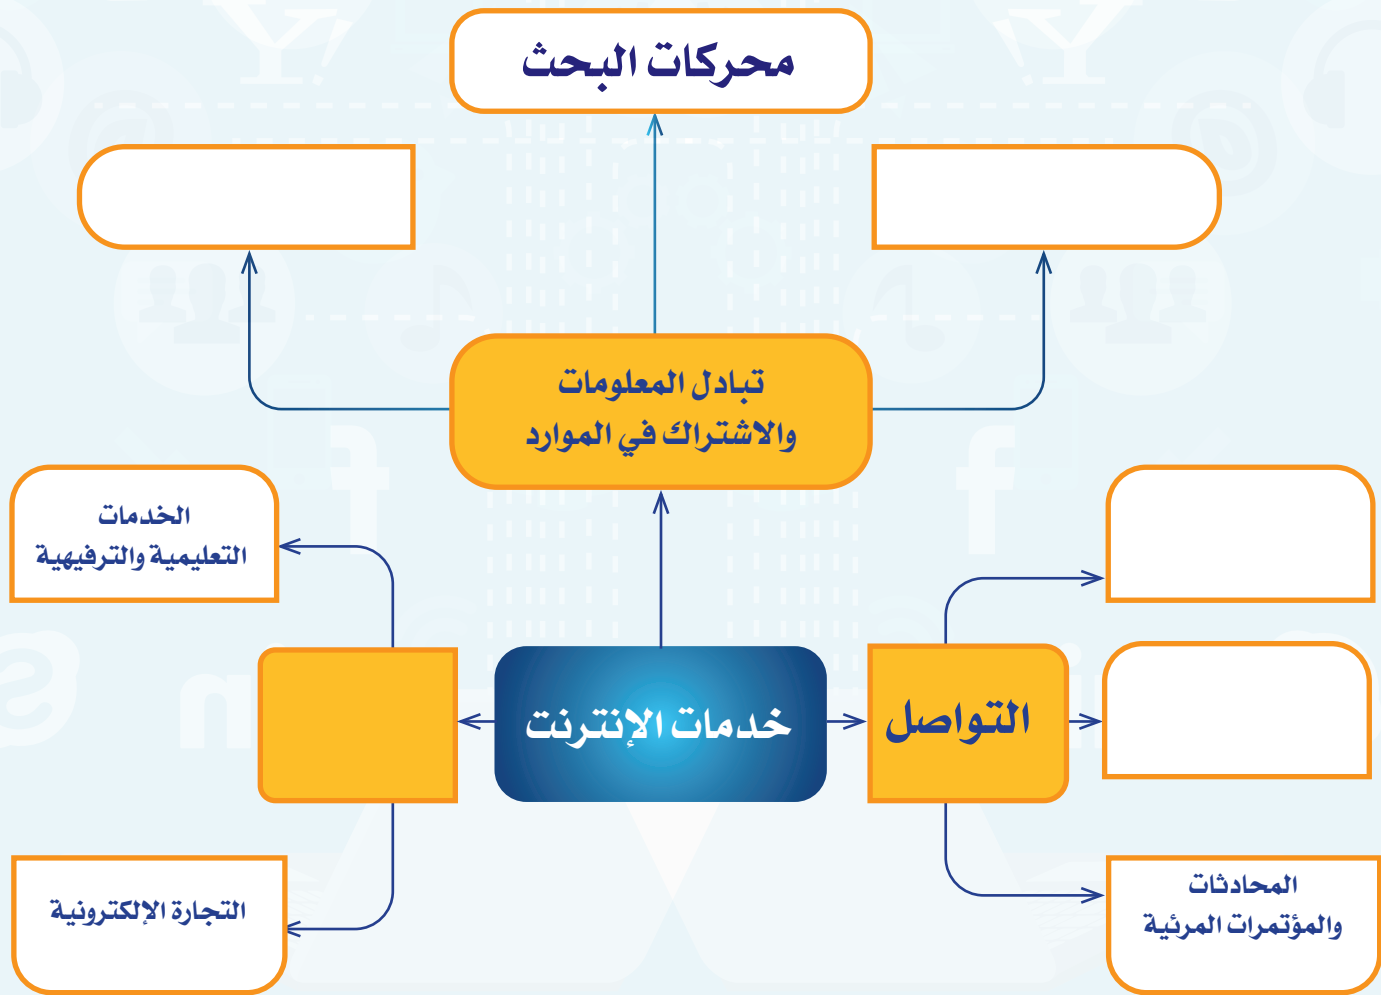 محركات البحث
تبادل المعلومات
والاشتراك في الموارد
الخدمات
التعليمية والترفيهية
خدمات الإنترنت
التواصل
التجارة الإلكترونية
المحادثات
والمؤتمرات المرئية